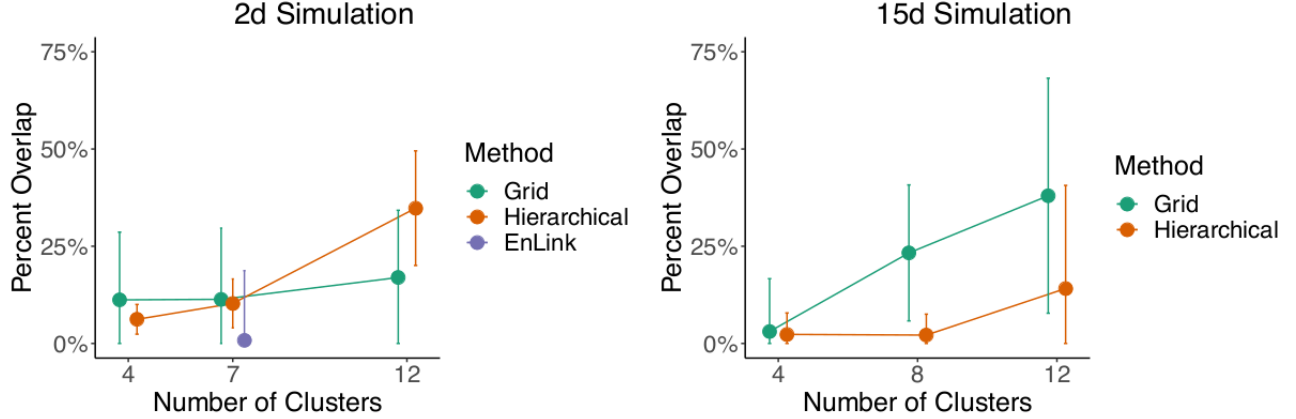 2d Simulation
Percent Overlap
75%
50%
25%
0%
4
7
12
Number of Clusters
Method
Grid
Hierarchical
EnLink
15d Simulation
Percent Overlap
75%
50%
25%
0%
4
8
12
Number of Clusters
Method
Grid
Hierarchical